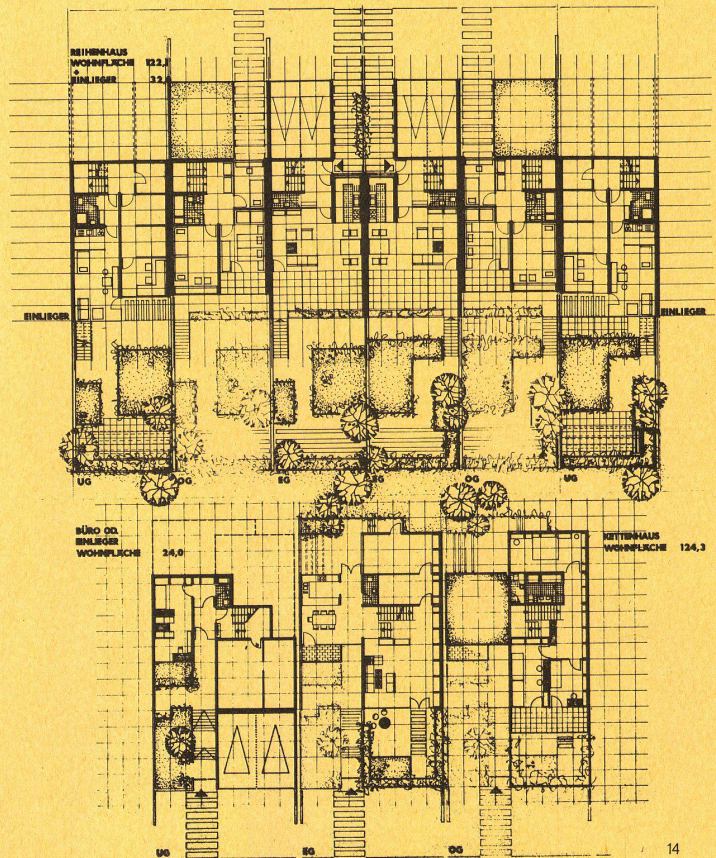 REIHENHAUS
WOHNFLÄCHE 122,1
+
EINLIEGER 32,0
EINLIEGER
EINLIEGER
UG
OG
EG
EG
OG
UG
BÜRO OD.
EINLIEGER
WOHNFLÄCHE 24,0
KETTENHAUS
WOHNFLÄCHE 124,3
UG
EG
OG
14